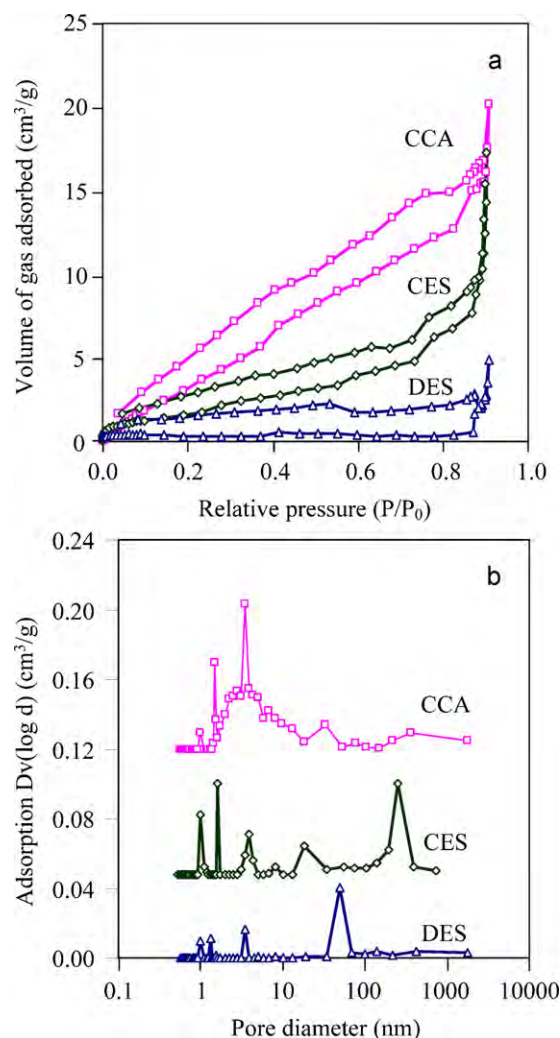 a
25
20
15
10
5
0
Volume of gas adsorbed (cm³/g)
CCA
CES
DES
0.0 0.2 0.4 0.6 0.8 1.0
Relative pressure (P/P₀)
b
0.24
0.20
0.16
0.12
0.08
0.04
0.00
Adsorption Dv(log d) (cm³/g)
CCA
CES
DES
0.1 1 10 100 1000 10000
Pore diameter (nm)